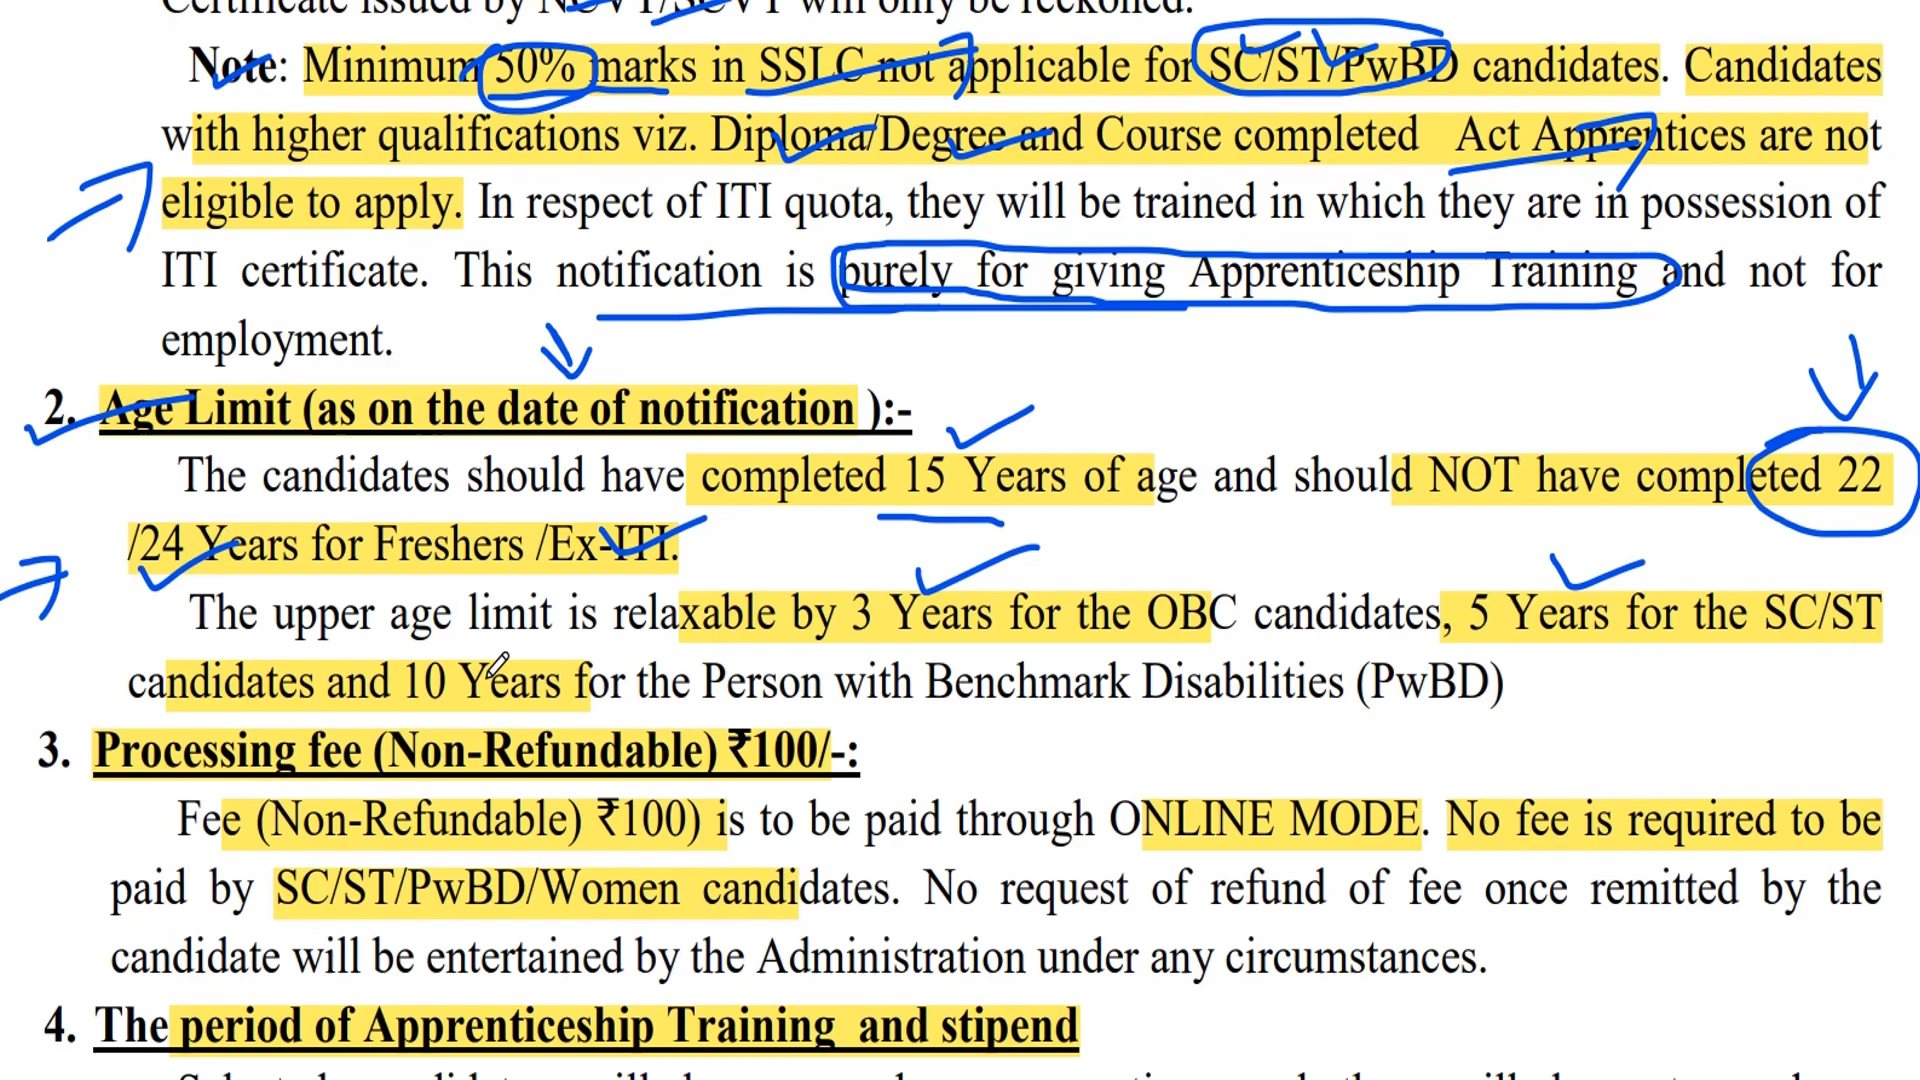 Certificate issued by NCVT/SCVT will only be reckoned.
Note: Minimum 50% marks in SSLC not applicable for SC/ST/PwBD candidates. Candidates
with higher qualifications viz. Diploma/Degree and Course completed Act Apprentices are not
eligible to apply. In respect of ITI quota, they will be trained in which they are in possession of
ITI certificate. This notification is purely for giving Apprenticeship Training and not for
employment.
2. Age Limit (as on the date of notification ):-
The candidates should have completed 15 Years of age and should NOT have completed 22
/24 Years for Freshers /Ex-ITI.
The upper age limit is relaxable by 3 Years for the OBC candidates, 5 Years for the SC/ST
candidates and 10 Years for the Person with Benchmark Disabilities (PwBD)
3. Processing fee (Non-Refundable) ₹100/-:
Fee (Non-Refundable) ₹100) is to be paid through ONLINE MODE. No fee is required to be
paid by SC/ST/PwBD/Women candidates. No request of refund of fee once remitted by the
candidate will be entertained by the Administration under any circumstances.
4. The period of Apprenticeship Training and stipend